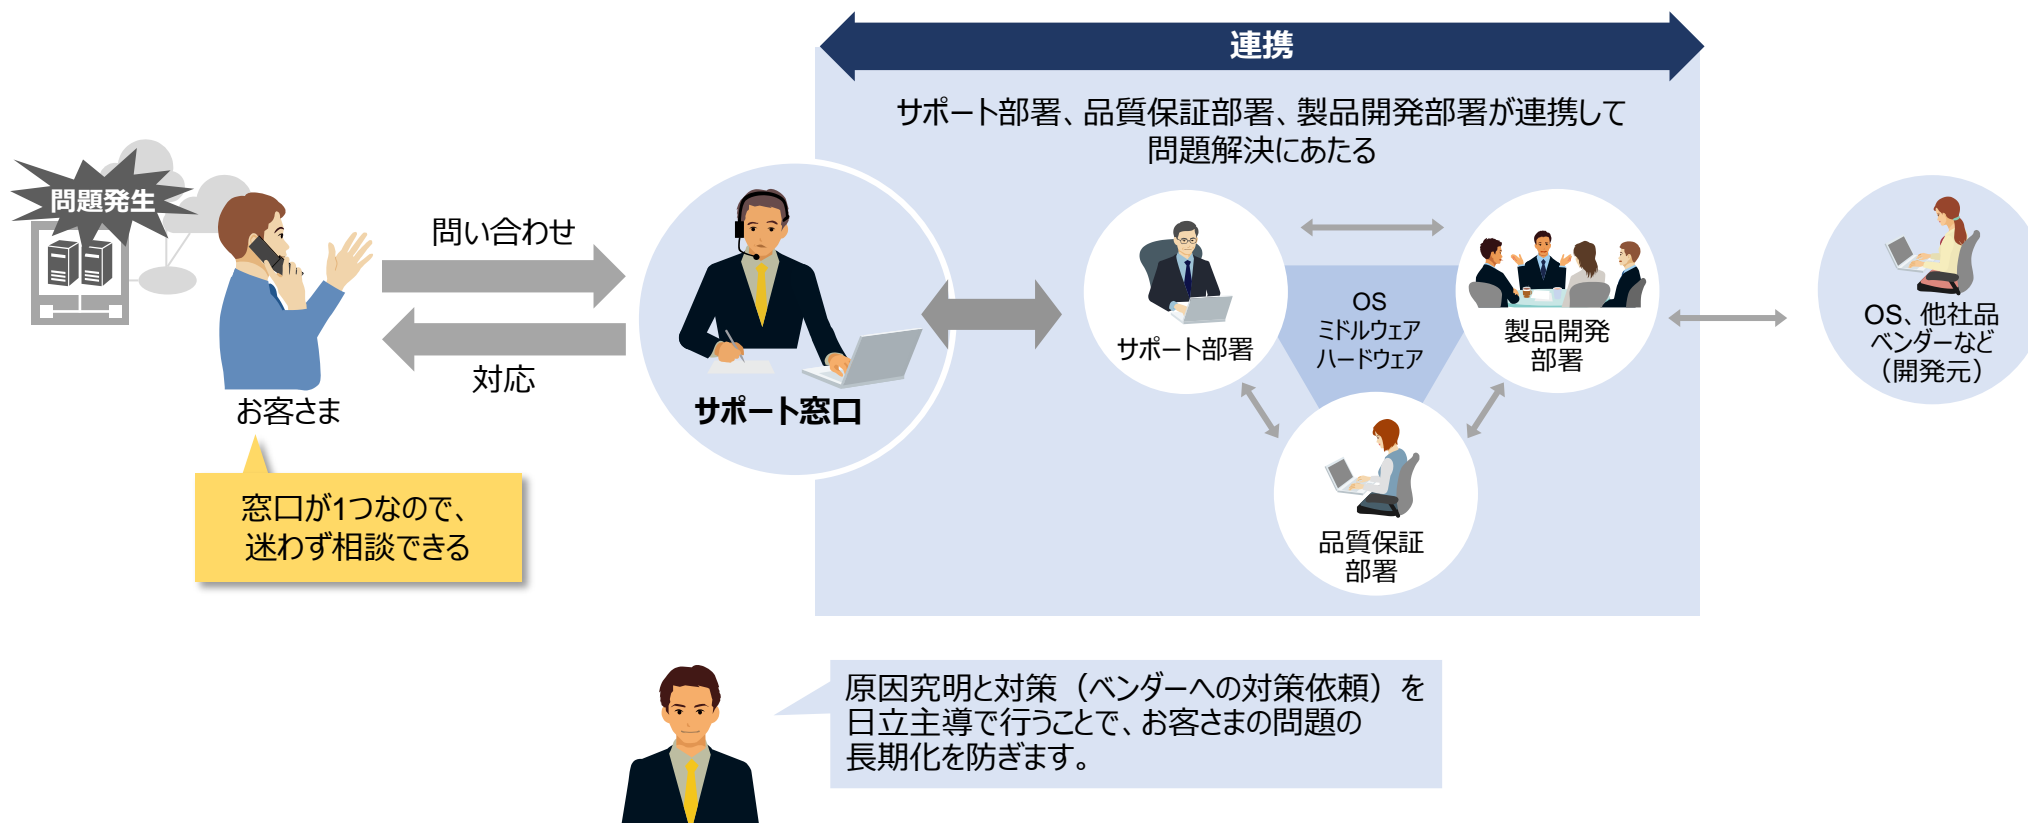 連携
サポート部署、品質保証部署、製品開発部署が連携して
問題解決にあたる
問題発生
問い合わせ
対応
お客さま
窓口が1つなので、
迷わず相談できる
サポート窓口
サポート部署
OS
ミドルウェア
ハードウェア
製品開発
部署
品質保証
部署
OS、他社品
ベンダーなど
（開発元）
原因究明と対策（ベンダーへの対策依頼）を
日立主導で行うことで、お客さまの問題の
長期化を防ぎます。